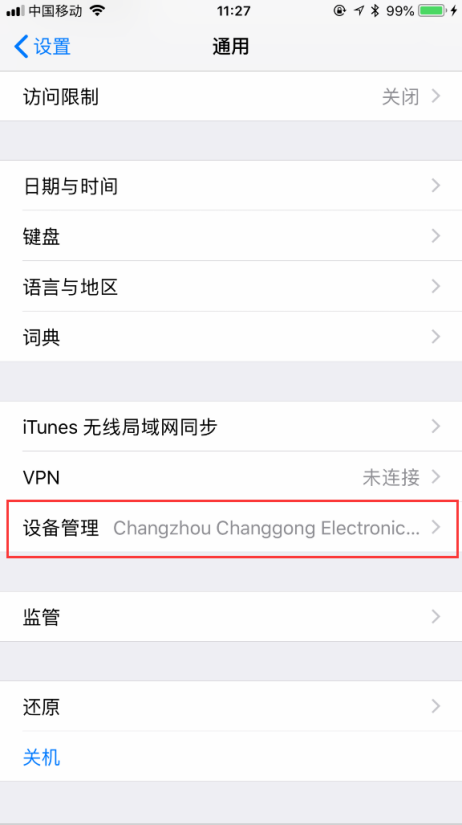 中国移动 11:27 99%
设置 通用
访问限制 关闭
日期与时间
键盘
语言与地区
词典
iTunes 无线局域网同步
VPN 未连接
设备管理 Changzhou Changgong Electronic...
监管
还原
关机